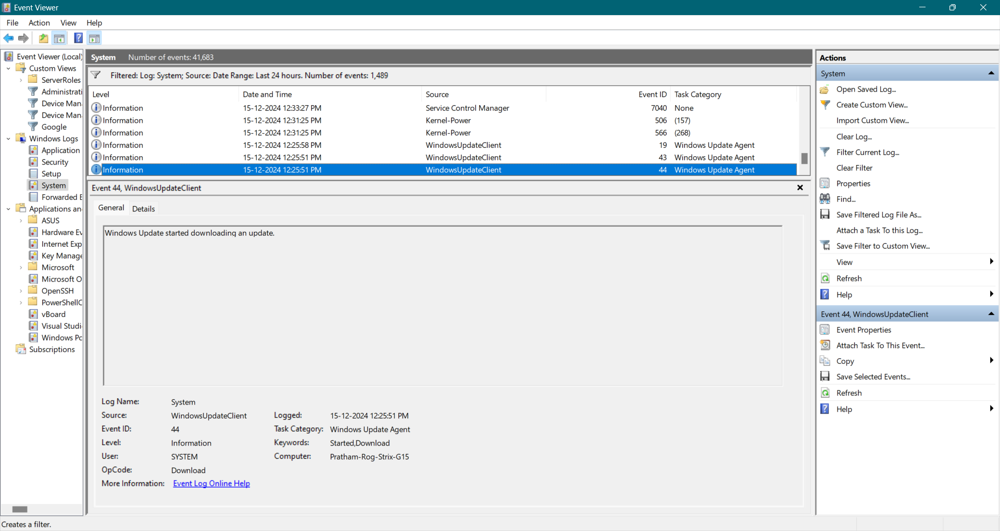 Event Viewer
File Action View Help
Event Viewer (Local)
Custom Views
ServerRoles
Administrati
Device Man
Device Man
Google
Windows Logs
Application
Security
Setup
System
Forwarded E
Applications an
ASUS
Hardware Ev
Internet Exp
Key Manage
Microsoft
Microsoft O
OpenSSH
PowerShellC
vBoard
Visual Studi
Windows Po
Subscriptions
System Number of events: 41,683
Filtered: Log: System; Source: Date Range: Last 24 hours. Number of events: 1,489
Level Date and Time Source Event ID Task Category
Information 15-12-2024 12:33:27 PM Service Control Manager 7040 None
Information 15-12-2024 12:31:25 PM Kernel-Power 506 (157)
Information 15-12-2024 12:31:25 PM Kernel-Power 566 (268)
Information 15-12-2024 12:25:58 PM WindowsUpdateClient 19 Windows Update Agent
Information 15-12-2024 12:25:51 PM WindowsUpdateClient 43 Windows Update Agent
Information 15-12-2024 12:25:51 PM WindowsUpdateClient 44 Windows Update Agent
Event 44, WindowsUpdateClient
General Details
Windows Update started downloading an update.
Log Name: System
Source: WindowsUpdateClient Logged: 15-12-2024 12:25:51 PM
Event ID: 44 Task Category: Windows Update Agent
Level: Information Keywords: Started,Download
User: SYSTEM Computer: Pratham-Rog-Strix-G15
OpCode: Download
More Information: Event Log Online Help
Actions
System
Open Saved Log...
Create Custom View...
Import Custom View...
Clear Log...
Filter Current Log...
Clear Filter
Properties
Find...
Save Filtered Log File As...
Attach a Task To this Log...
Save Filter to Custom View...
View
Refresh
Help
Event 44, WindowsUpdateClient
Event Properties
Attach Task To This Event...
Copy
Save Selected Events...
Refresh
Help
Creates a filter.